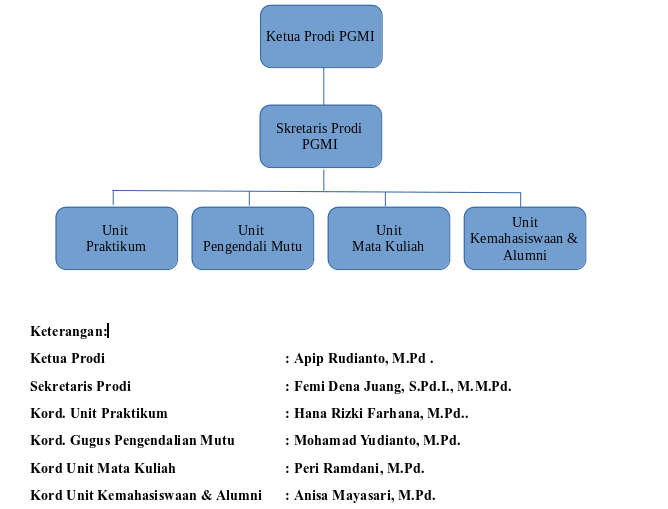 Ketua Prodi PGMI
Skretaris Prodi
PGMI
Unit
Praktikum
Unit
Pengendali Mutu
Unit
Mata Kuliah
Unit
Kemahasiswaan &
Alumni
Keterangan:
Ketua Prodi : Apip Rudianto, M.Pd .
Sekretaris Prodi : Femi Dena Juang, S.Pd.I., M.M.Pd.
Kord. Unit Praktikum : Hana Rizki Farhana, M.Pd..
Kord. Gugus Pengendalian Mutu : Mohamad Yudianto, M.Pd.
Kord Unit Mata Kuliah : Peri Ramdani, M.Pd.
Kord Unit Kemahasiswaan & Alumni : Anisa Mayasari, M.Pd.